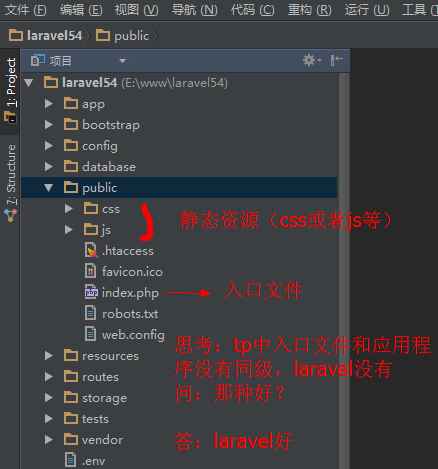 文件 (F) 编辑 (E) 视图 (V) 导航 (N) 代码 (C) 重构 (R) 运行 (U) 工具 (T)
laravel54 public
1: Project
项目
laravel54 (E:\www\laravel54)
app
bootstrap
config
database
public
css 静态资源（css或者js等）
js
.htaccess
favicon.ico
index.php 入口文件
robots.txt
web.config
思考：tp中入口文件和应用程
序没有同级，laravel没有
问：那种好？
答：laravel好
resources
routes
storage
tests
vendor
.env
7: Structure